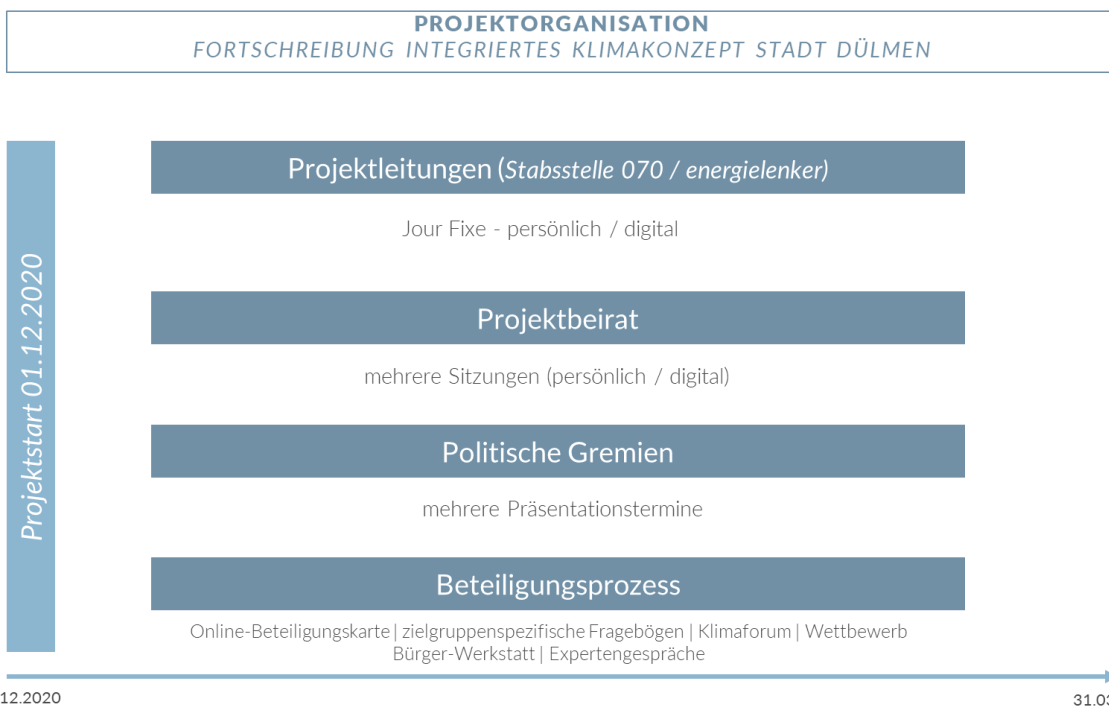 PROJEKTORGANISATION
FORTSCHREIBUNG INTEGRIERTES KLIMAKONZEPT STADT DÜLMEN
Projektstart 01.12.2020
Projektleitungen (Stabsstelle 070 / energielenker)
Jour Fixe - persönlich / digital
Projektbeirat
mehrere Sitzungen (persönlich / digital)
Politische Gremien
mehrere Präsentationstermine
Beteiligungsprozess
Online-Beteiligungskarte | zielgruppenspezifische Fragebögen | Klimaforum | Wettbewerb
Bürger-Werkstatt | Expertengespräche
12.2020
31.03